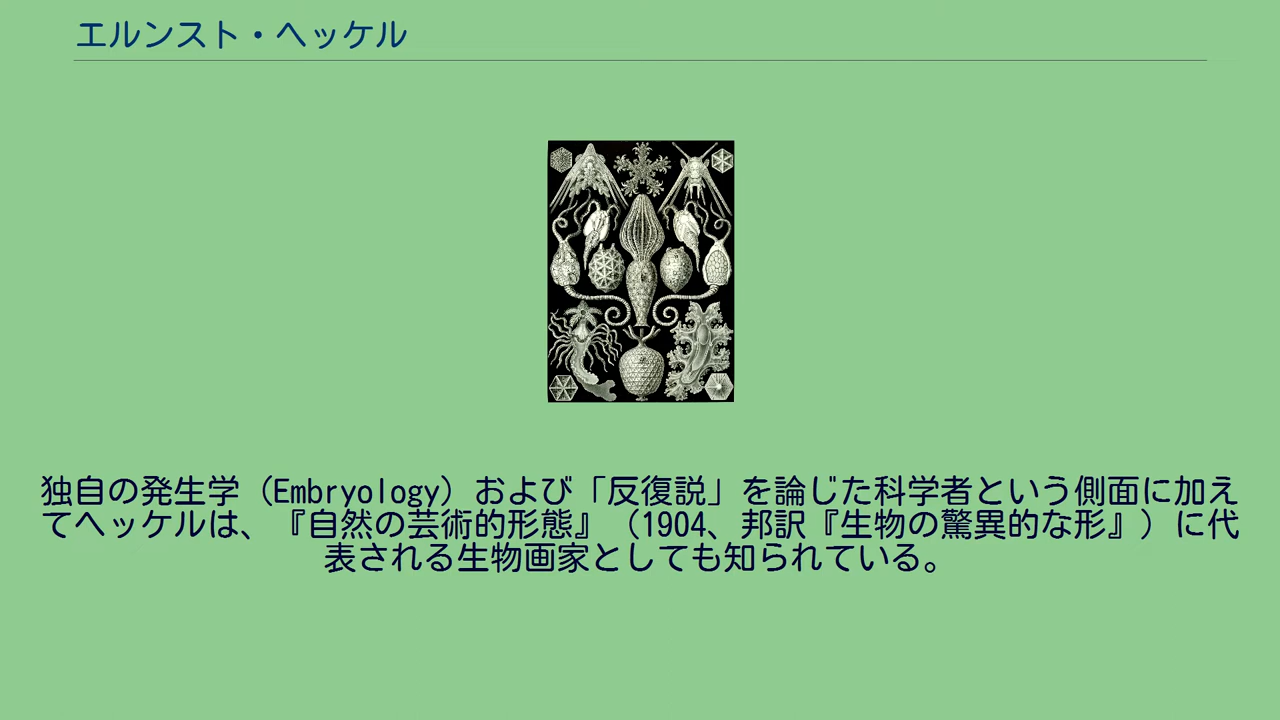 エルンスト・ヘッケル
独自の発生学（Embryology）および「反復説」を論じた科学者という側面に加え
てヘッケルは、『自然の芸術的形態』（1904、邦訳『生物の驚異的な形』）に代
表される生物画家としても知られている。